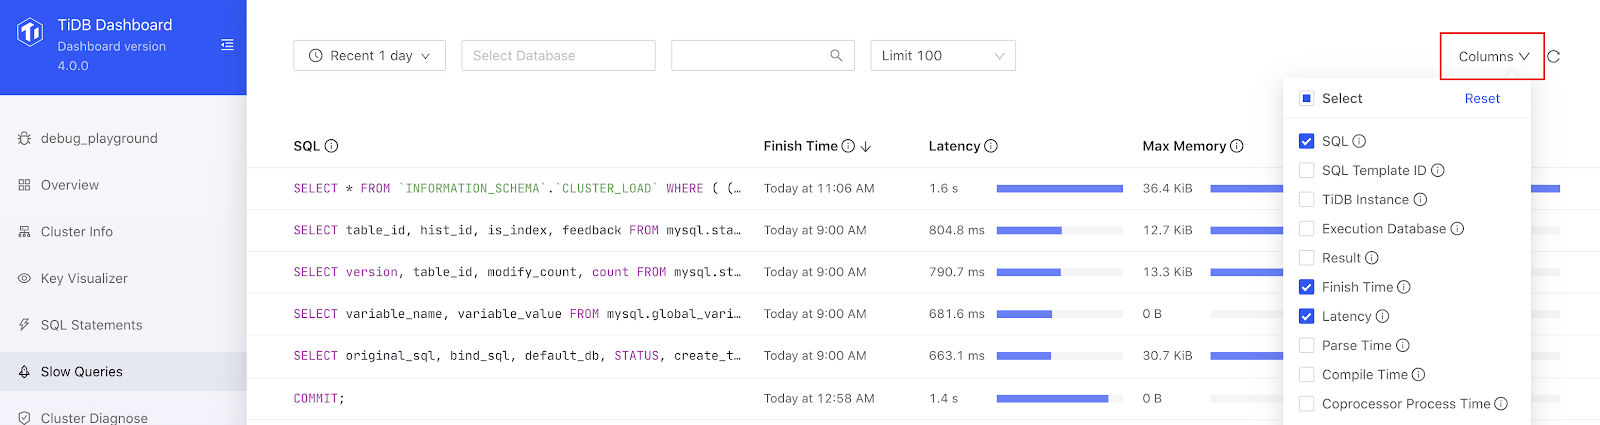 TiDB Dashboard
Dashboard version
4.0.0
debug_playground
Overview
Cluster Info
Key Visualizer
SQL Statements
Slow Queries
Cluster Diagnose
Recent 1 day
Select Database
Limit 100
Columns
SQL
Finish Time
Latency
Max Memory
SELECT * FROM `INFORMATION_SCHEMA`.`CLUSTER_LOAD` WHERE ( (… Today at 11:06 AM 1.6 s 36.4 KiB
SELECT table_id, hist_id, is_index, feedback FROM mysql.sta… Today at 9:00 AM 804.8 ms 12.7 KiB
SELECT version, table_id, modify_count, count FROM mysql.st… Today at 9:00 AM 790.7 ms 13.3 KiB
SELECT variable_name, variable_value FROM mysql.global_vari… Today at 9:00 AM 681.6 ms 0 B
SELECT original_sql, bind_sql, default_db, STATUS, create_t… Today at 9:00 AM 663.1 ms 30.7 KiB
COMMIT; Today at 12:58 AM 1.4 s 0 B
Select Reset
SQL
SQL Template ID
TiDB Instance
Execution Database
Result
Finish Time
Latency
Parse Time
Compile Time
Coprocessor Process Time